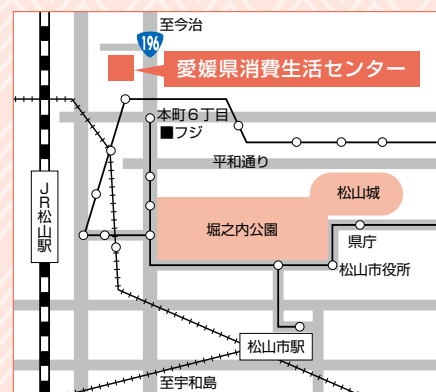 至今治
196
愛媛県消費生活センター
本町6丁目
■フジ
平和通り
松山城
JR松山駅
堀之内公園
県庁
松山市役所
松山市駅
至宇和島